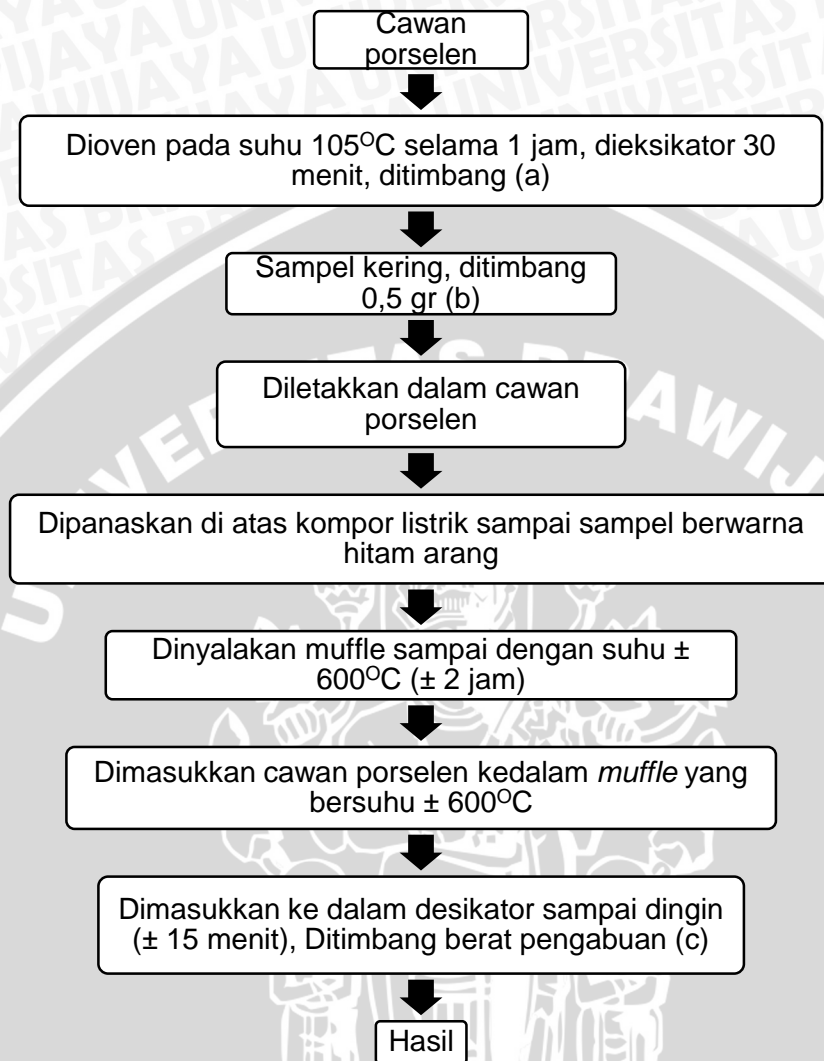 Cawan
porselen
Dioven pada suhu 105ᴼC selama 1 jam, dieksikator 30
menit, ditimbang (a)
Sampel kering, ditimbang
0,5 gr (b)
Diletakkan dalam cawan
porselen
Dipanaskan di atas kompor listrik sampai sampel berwarna
hitam arang
Dinyalakan muffle sampai dengan suhu ±
600ᴼC (± 2 jam)
Dimasukkan cawan porselen kedalam muffle yang
bersuhu ± 600ᴼC
Dimasukkan ke dalam desikator sampai dingin
(± 15 menit), Ditimbang berat pengabuan (c)
Hasil